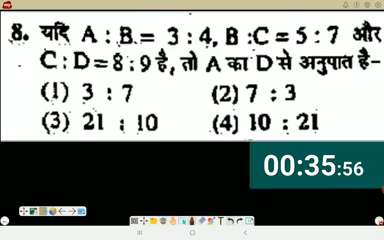 8. यदि A : B = 3 : 4, B : C = 5 : 7 और
C : D = 8 : 9 है, तो A का D से अनुपात है-
(1) 3 : 7 (2) 7 : 3
(3) 21 : 10 (4) 10 : 21
00:35:56